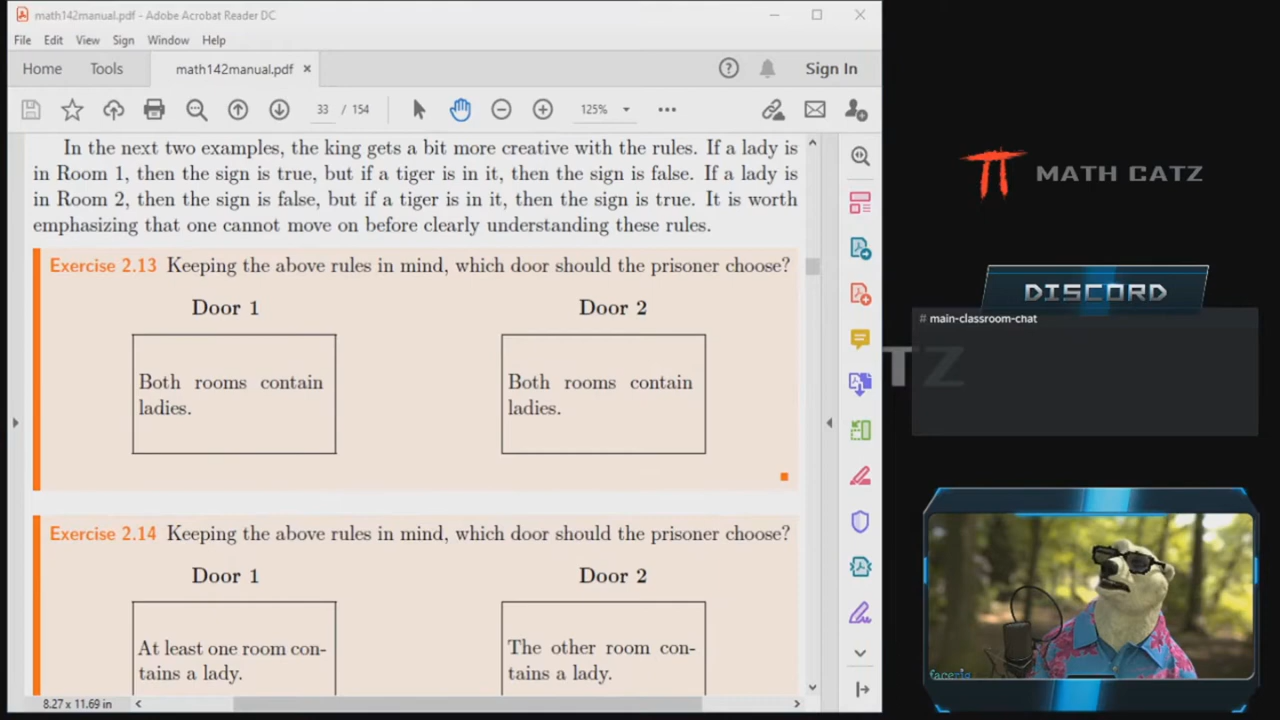 math142manual.pdf - Adobe Acrobat Reader DC
File Edit View Sign Window Help
Home Tools math142manual.pdf × Sign In
33 / 154 125%
In the next two examples, the king gets a bit more creative with the rules. If a lady is
in Room 1, then the sign is true, but if a tiger is in it, then the sign is false. If a lady is
in Room 2, then the sign is false, but if a tiger is in it, then the sign is true. It is worth
emphasizing that one cannot move on before clearly understanding these rules.
Exercise 2.13 Keeping the above rules in mind, which door should the prisoner choose?
Door 1 Door 2
Both rooms contain
ladies.
Both rooms contain
ladies.
Exercise 2.14 Keeping the above rules in mind, which door should the prisoner choose?
Door 1 Door 2
At least one room con-
tains a lady.
The other room con-
tains a lady.
8.27 x 11.69 in
MATH CATZ
DISCORD
# main-classroom-chat
TZ
facerig